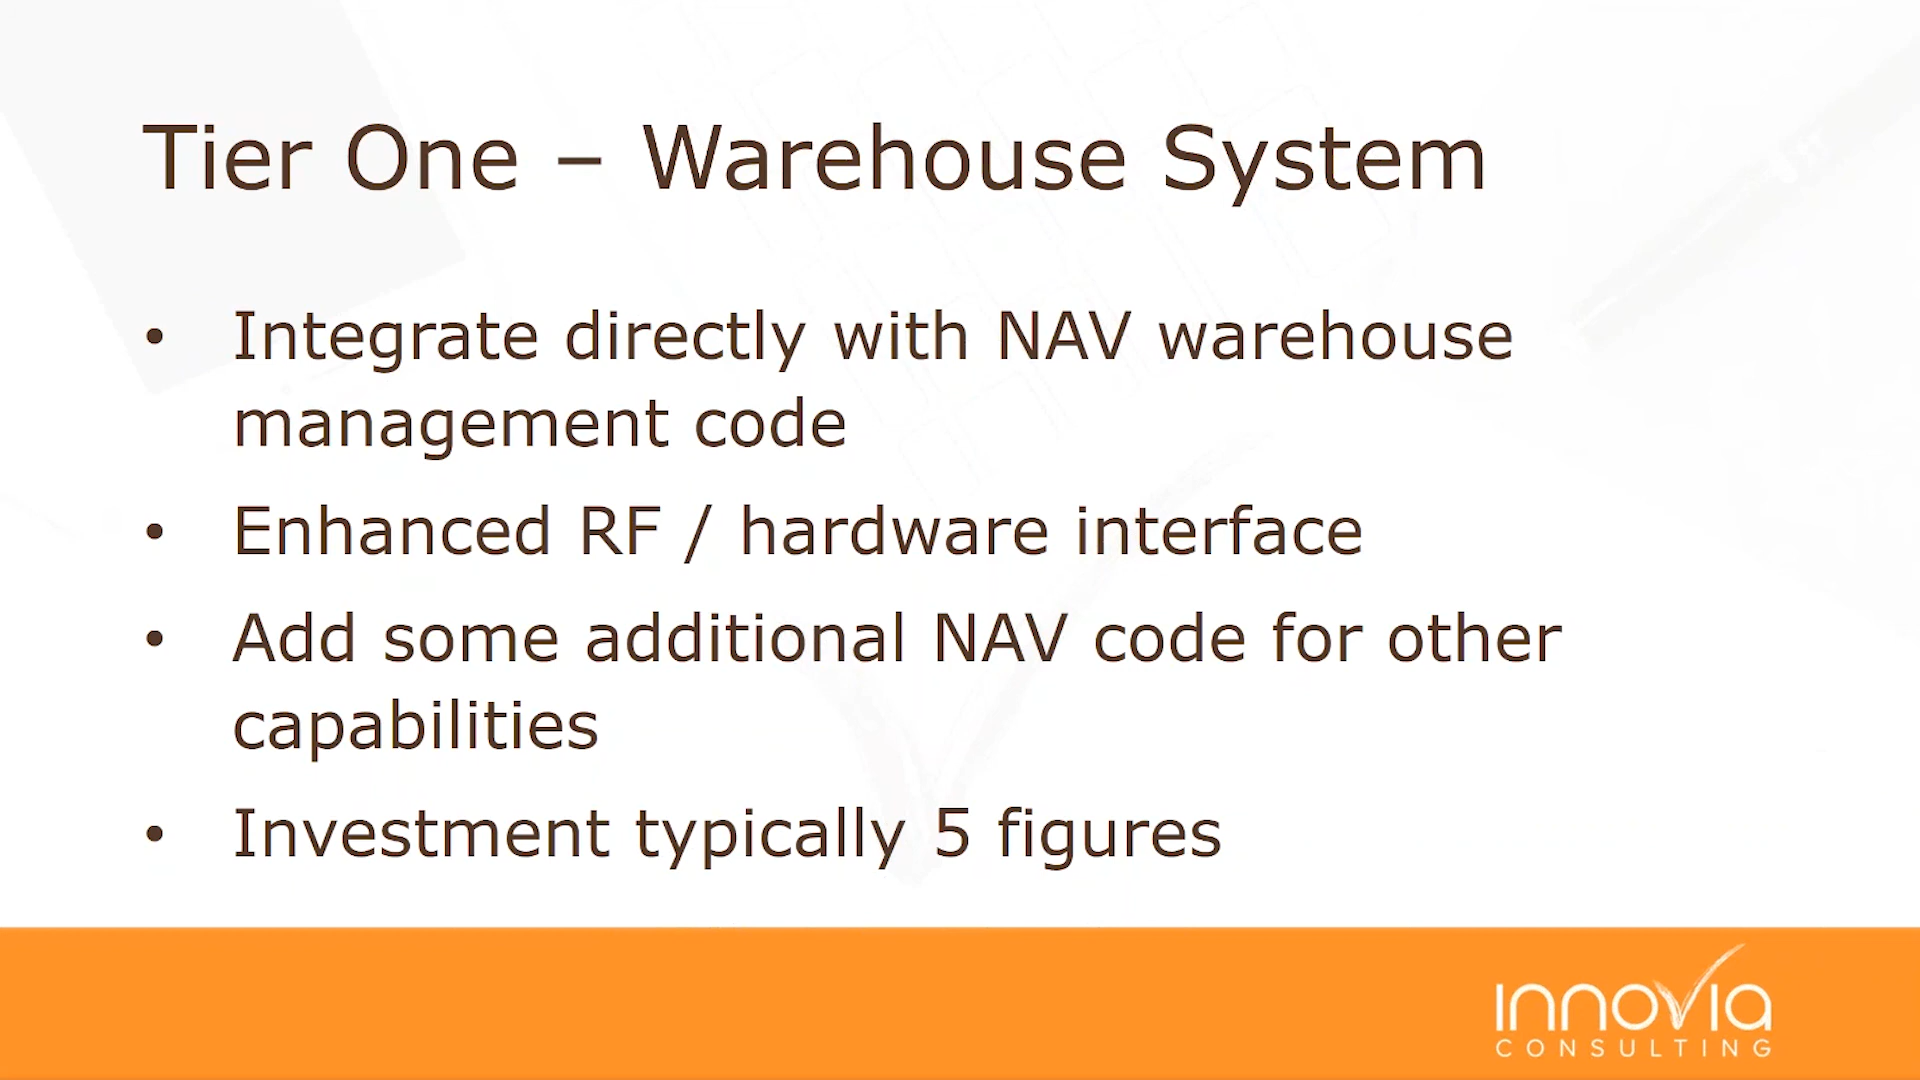 Tier One – Warehouse System
• Integrate directly with NAV warehouse
management code
• Enhanced RF / hardware interface
• Add some additional NAV code for other
capabilities
• Investment typically 5 figures
innovia
CONSULTING